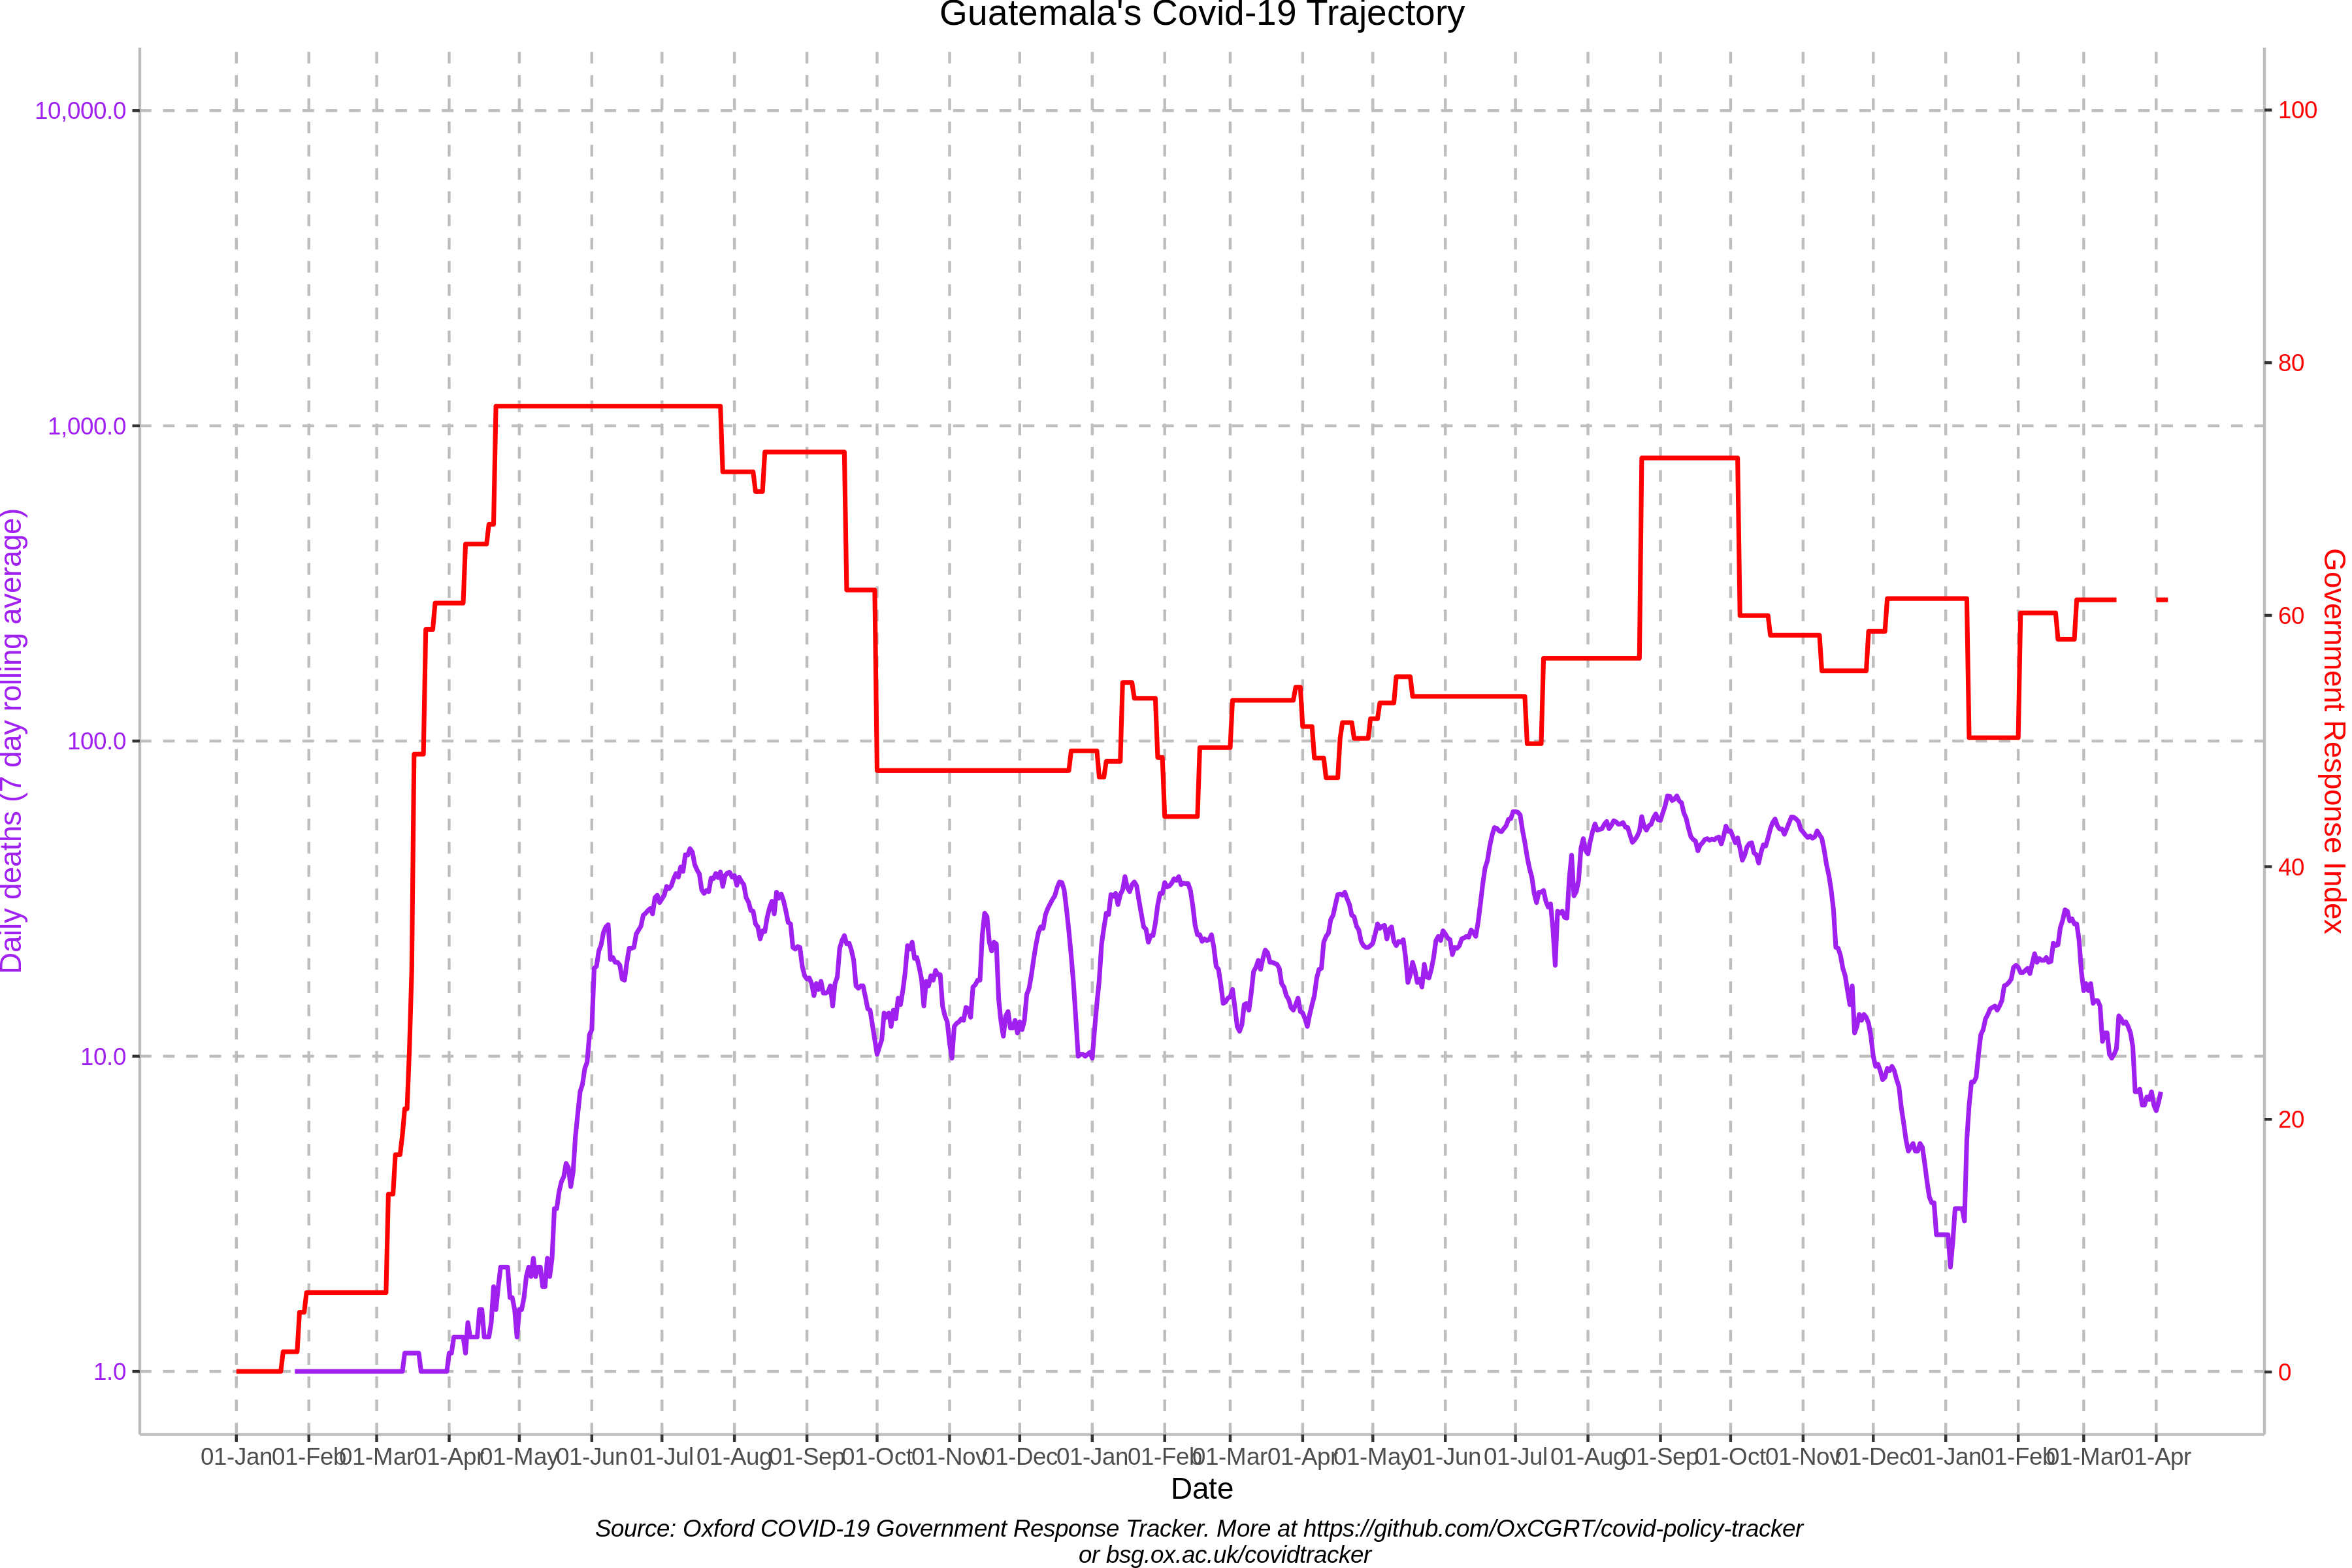 Guatemala's Covid-19 Trajectory
10,000.0
1,000.0
100.0
10.0
1.0
Daily deaths (7 day rolling average)
100
80
60
40
20
0
Government Response Index
01-Jan 01-Feb 01-Mar 01-Apr 01-May 01-Jun 01-Jul 01-Aug 01-Sep 01-Oct 01-Nov 01-Dec 01-Jan 01-Feb 01-Mar 01-Apr 01-May 01-Jun 01-Jul 01-Aug 01-Sep 01-Oct 01-Nov 01-Dec 01-Jan 01-Feb 01-Mar 01-Apr
Date
Source: Oxford COVID-19 Government Response Tracker. More at https://github.com/OxCGRT/covid-policy-tracker
or bsg.ox.ac.uk/covidtracker